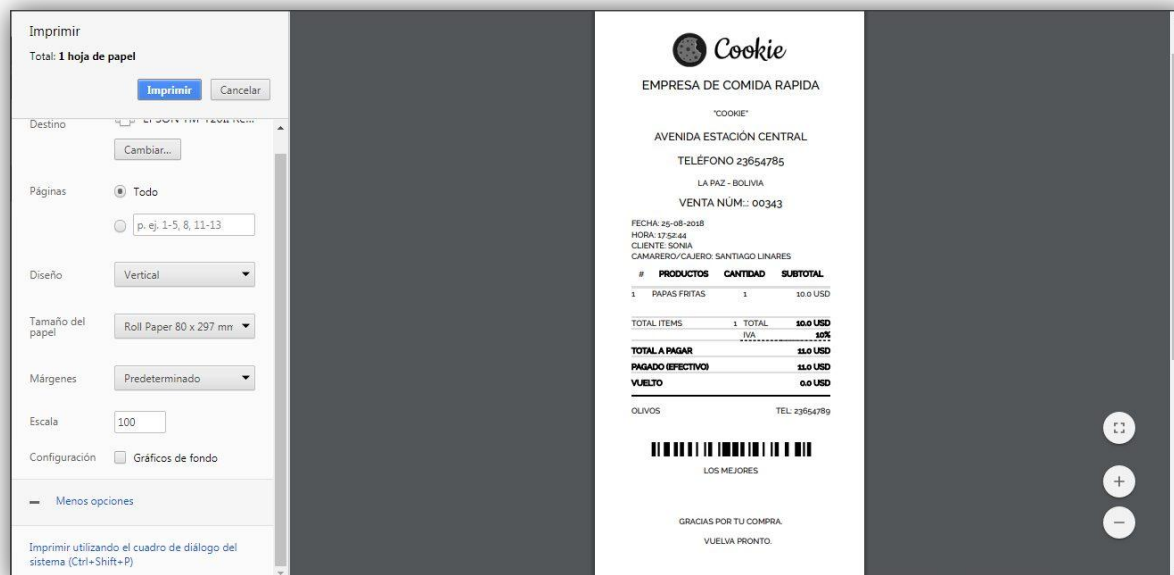 Imprimir
Total: 1 hoja de papel
Imprimir Cancelar
Destino
Cambiar...
Páginas Todo
p. ej. 1-5, 8, 11-13
Diseño Vertical
Tamaño del papel Roll Paper 80 x 297 mm
Márgenes Predeterminado
Escala 100
Configuración Gráficos de fondo
Menos opciones
Imprimir utilizando el cuadro de diálogo del
sistema (Ctrl+Shift+P)
Cookie
EMPRESA DE COMIDA RAPIDA
"COOKIE"
AVENIDA ESTACIÓN CENTRAL
TELÉFONO 23654785
LA PAZ - BOLIVIA
VENTA NÚM.: 00343
FECHA: 25-08-2018
HORA: 17:52:44
CLIENTE: SONIA
CAMARERO/CAJERO: SANTIAGO LINARES
# PRODUCTOS CANTIDAD SUBTOTAL
1 PAPAS FRITAS 1 10.0 USD
TOTAL ITEMS 1 TOTAL 10.0 USD
IVA 10%
TOTAL A PAGAR 11.0 USD
PAGADO (EFECTIVO) 11.0 USD
VUELTO 0.0 USD
OLIVOS TEL: 23654789
LOS MEJORES
GRACIAS POR TU COMPRA.
VUELVA PRONTO.